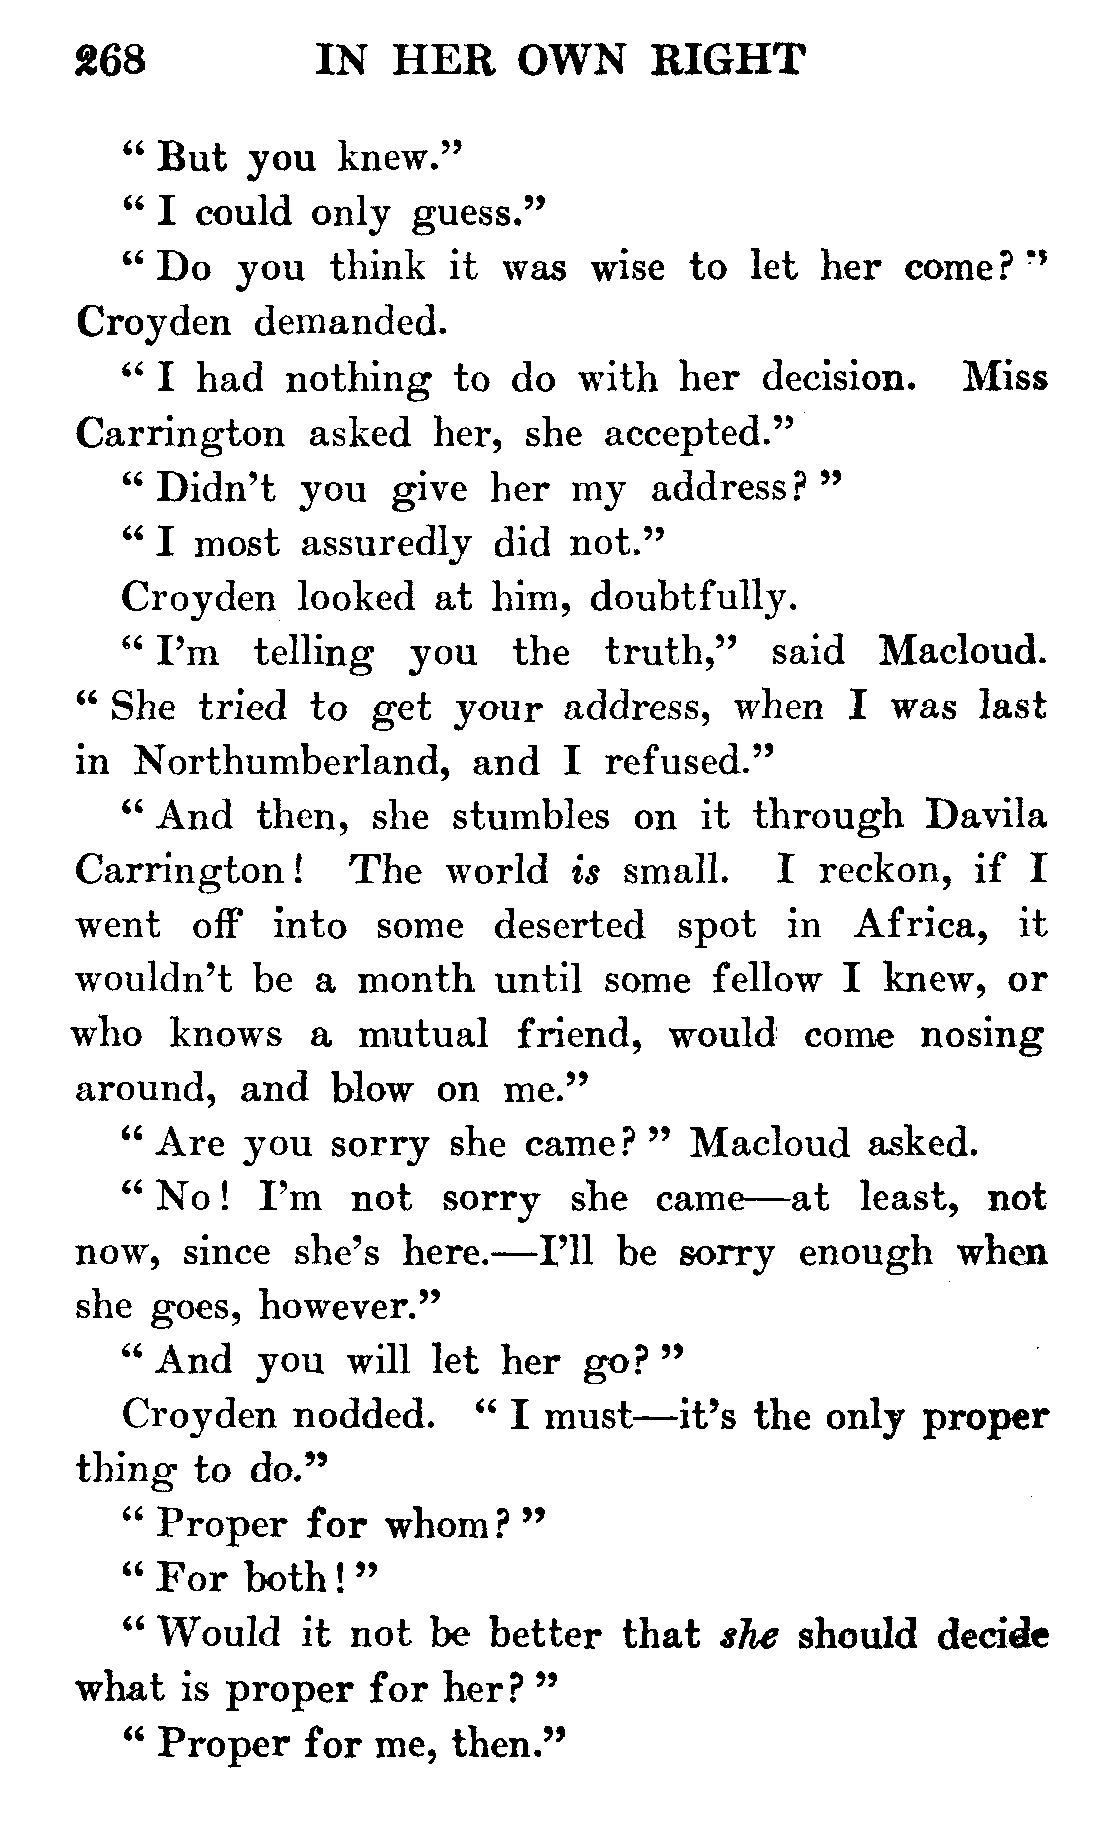 268 IN HER OWN RIGHT
“ But you knew.”
“ I could only guess.”
“ Do you think it was wise to let her come? ”
Croyden demanded.
“ I had nothing to do with her decision. Miss
Carrington asked her, she accepted.”
“ Didn’t you give her my address? ”
“ I most assuredly did not.”
Croyden looked at him, doubtfully.
“ I’m telling you the truth,” said Macloud.
“ She tried to get your address, when I was last
in Northumberland, and I refused.”
“ And then, she stumbles on it through Davila
Carrington! The world is small. I reckon, if I
went off into some deserted spot in Africa, it
wouldn’t be a month until some fellow I knew, or
who knows a mutual friend, would come nosing
around, and blow on me.”
“ Are you sorry she came? ” Macloud asked.
“ No! I’m not sorry she came—at least, not
now, since she’s here.—I’ll be sorry enough when
she goes, however.”
“ And you will let her go? ”
Croyden nodded. “ I must—it’s the only proper
thing to do.”
“ Proper for whom? ”
“ For both! ”
“ Would it not be better that she should decide
what is proper for her? ”
“ Proper for me, then.”